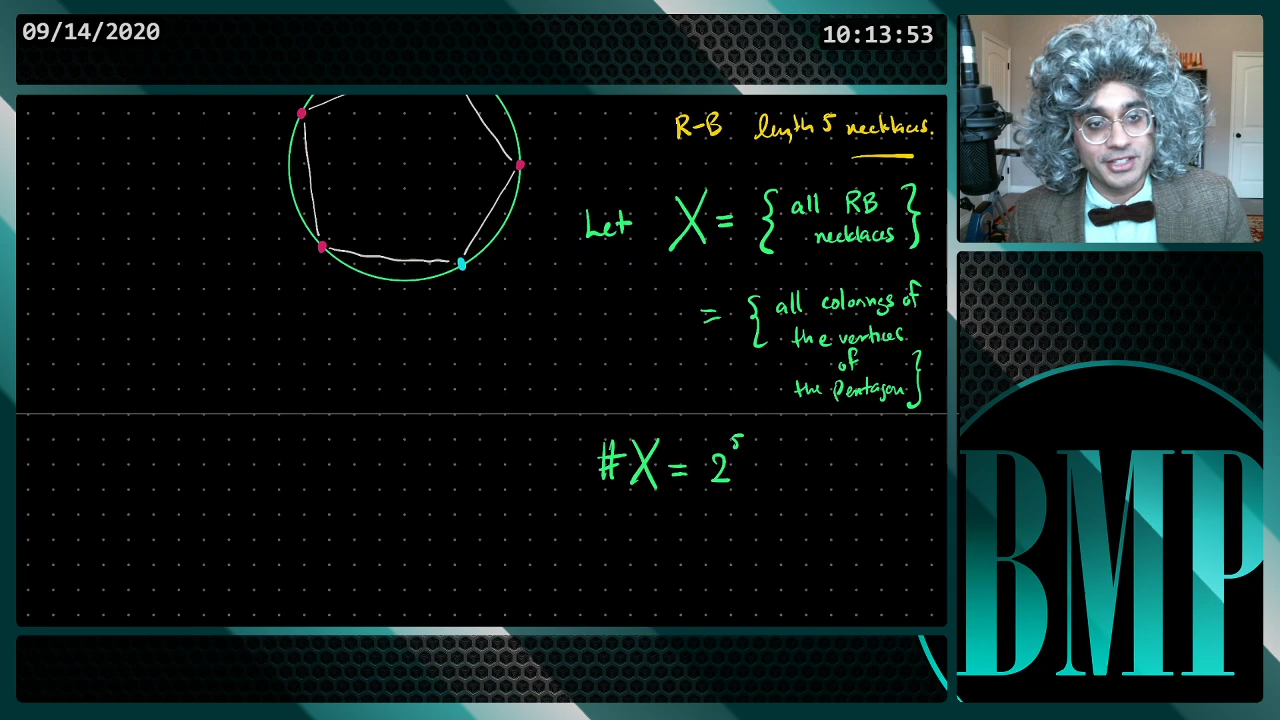 09/14/2020
10:13:53
R-B length 5 necklaces.
Let X = { all RB
necklaces }
= { all colorings of
the vertices
of
the pentagon }
#X = 2⁵
BMP